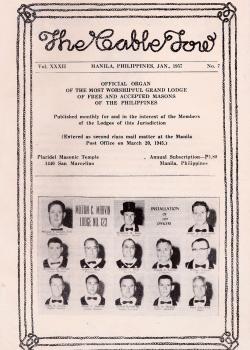 The Cable Tow
Vol. XXXII MANILA, PHILIPPINES, JAN., 1957 No. 7
OFFICIAL ORGAN
OF THE MOST WORSHIPFUL GRAND LODGE
OF FREE AND ACCEPTED MASONS
OF THE PHILIPPINES
Published monthly for and in the interest of the Members
of the Lodges of this Jurisdiction
(Entered as second class mail matter at the Manila
Post Office on March 20, 1945.)
Plaridel Masonic Temple
1440 San Marcelino
Annual Subscription—
Manila, Philippines
MILTON C. MARVIN
LODGE NO. 123
INSTALLATION
OF
OFFICERS